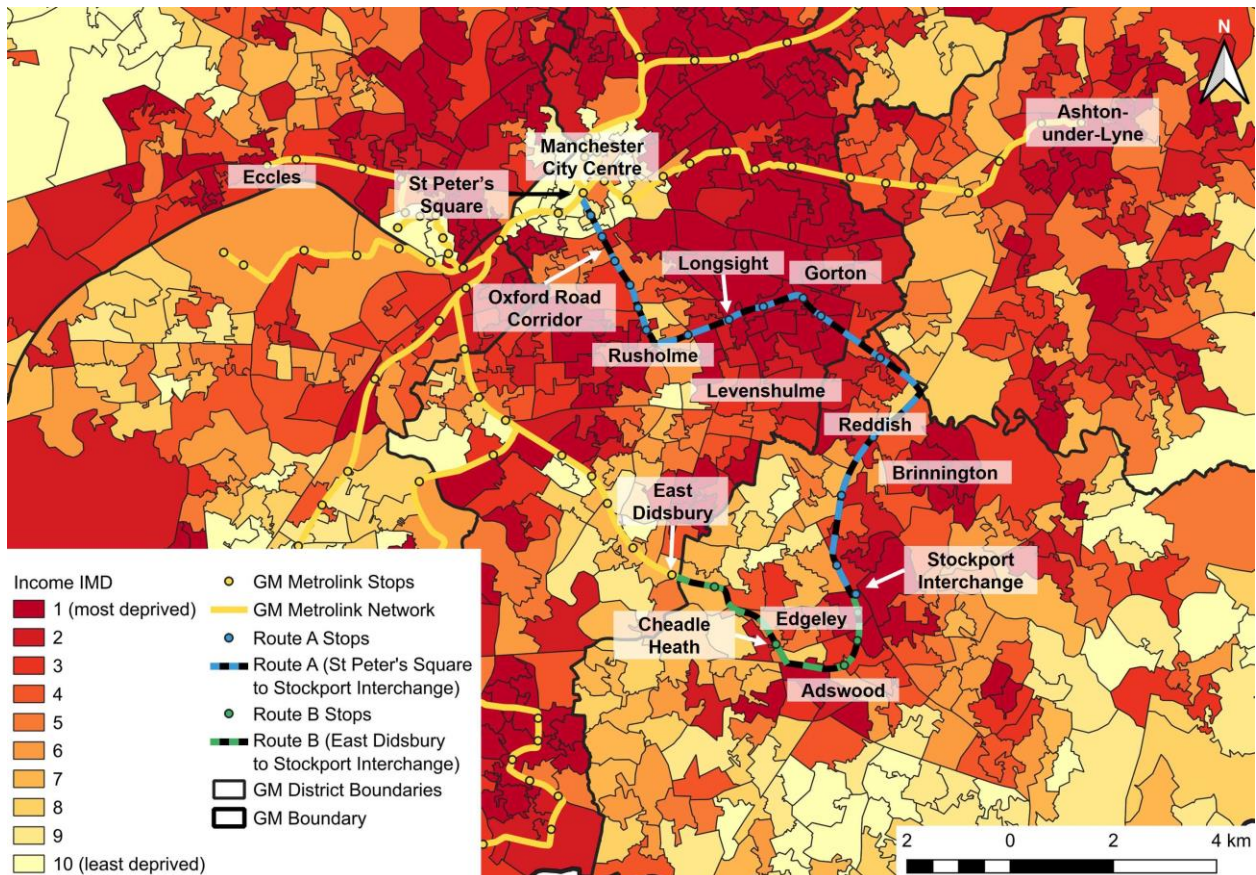 N
Ashton-
under-Lyne
Manchester
City Centre
Eccles
St Peter's
Square
Longsight
Gorton
Oxford Road
Corridor
Rusholme
Levenshulme
Reddish
Brinnington
East
Didsbury
Stockport
Interchange
Cheadle
Heath
Edgeley
Adswood
Income IMD
1 (most deprived)
2
3
4
5
6
7
8
9
10 (least deprived)
GM Metrolink Stops
GM Metrolink Network
Route A Stops
Route A (St Peter's Square
to Stockport Interchange)
Route B Stops
Route B (East Didsbury
to Stockport Interchange)
GM District Boundaries
GM Boundary
2 0 4 km